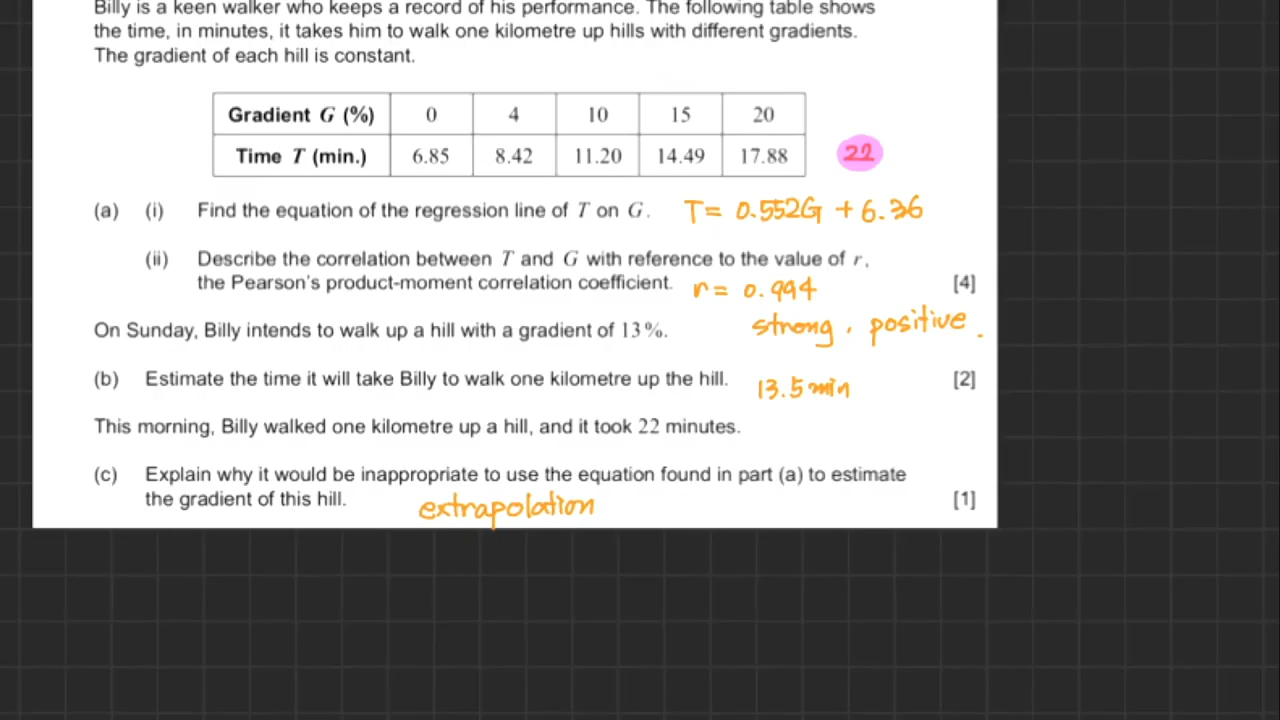 Billy is a keen walker who keeps a record of his performance. The following table shows
the time, in minutes, it takes him to walk one kilometre up hills with different gradients.
The gradient of each hill is constant.
Gradient G (%) 0 4 10 15 20
Time T (min.) 6.85 8.42 11.20 14.49 17.88 22
(a) (i) Find the equation of the regression line of T on G. T = 0.552G + 6.36
(ii) Describe the correlation between T and G with reference to the value of r,
the Pearson's product-moment correlation coefficient. r = 0.994 [4]
strong, positive.
On Sunday, Billy intends to walk up a hill with a gradient of 13%.
(b) Estimate the time it will take Billy to walk one kilometre up the hill. 13.5 min [2]
This morning, Billy walked one kilometre up a hill, and it took 22 minutes.
(c) Explain why it would be inappropriate to use the equation found in part (a) to estimate
the gradient of this hill. extrapolation [1]